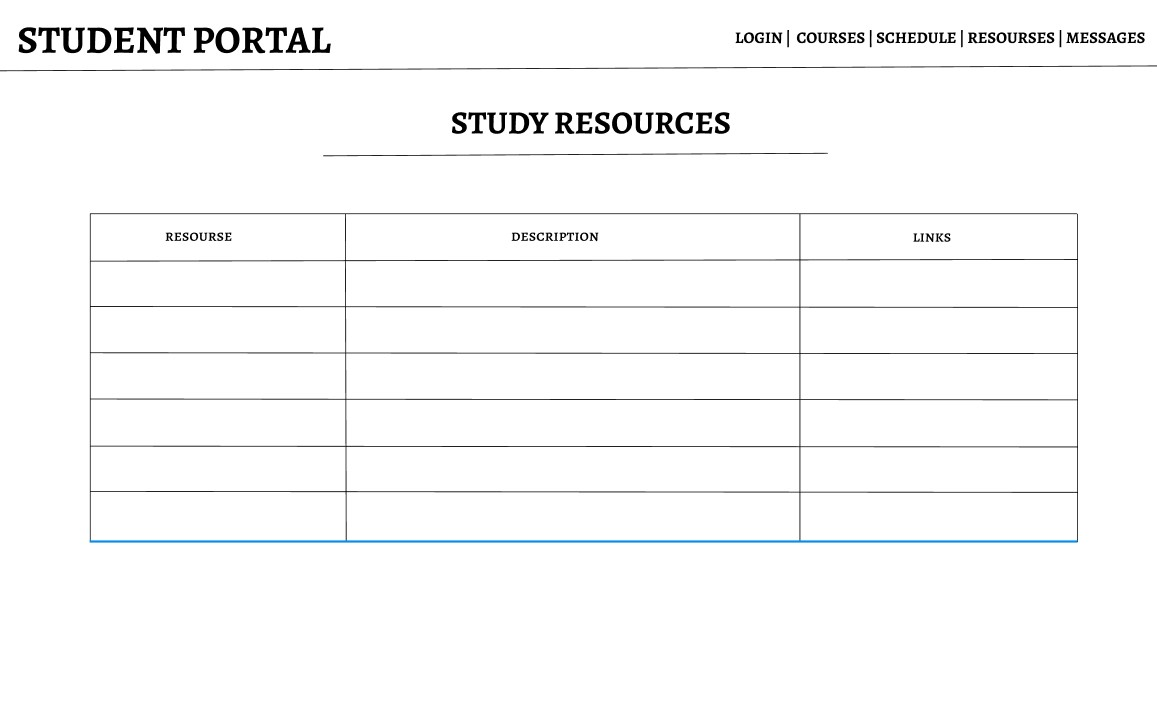 STUDENT PORTAL
LOGIN | COURSES | SCHEDULE | RESOURSES | MESSAGES
STUDY RESOURCES
RESOURSE DESCRIPTION LINKS